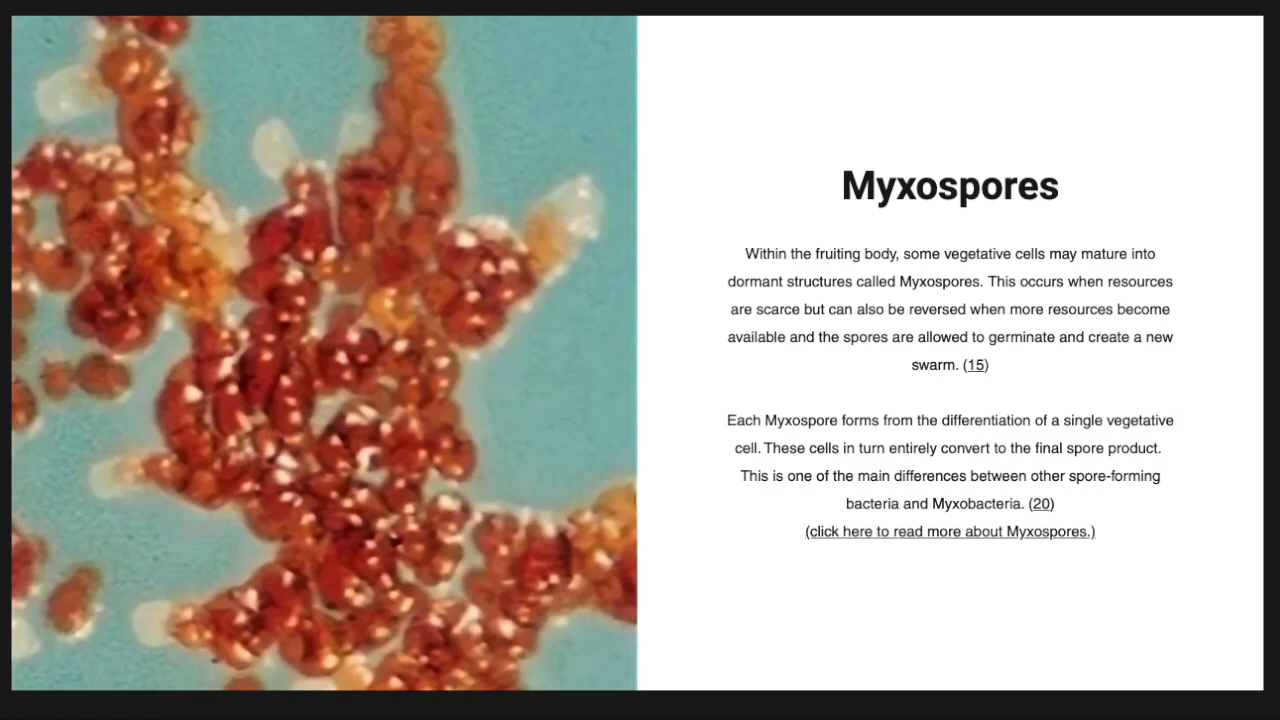 Myxospores
Within the fruiting body, some vegetative cells may mature into
dormant structures called Myxospores. This occurs when resources
are scarce but can also be reversed when more resources become
available and the spores are allowed to germinate and create a new
swarm. (15)
Each Myxospore forms from the differentiation of a single vegetative
cell. These cells in turn entirely convert to the final spore product.
This is one of the main differences between other spore-forming
bacteria and Myxobacteria. (20)
(click here to read more about Myxospores.)